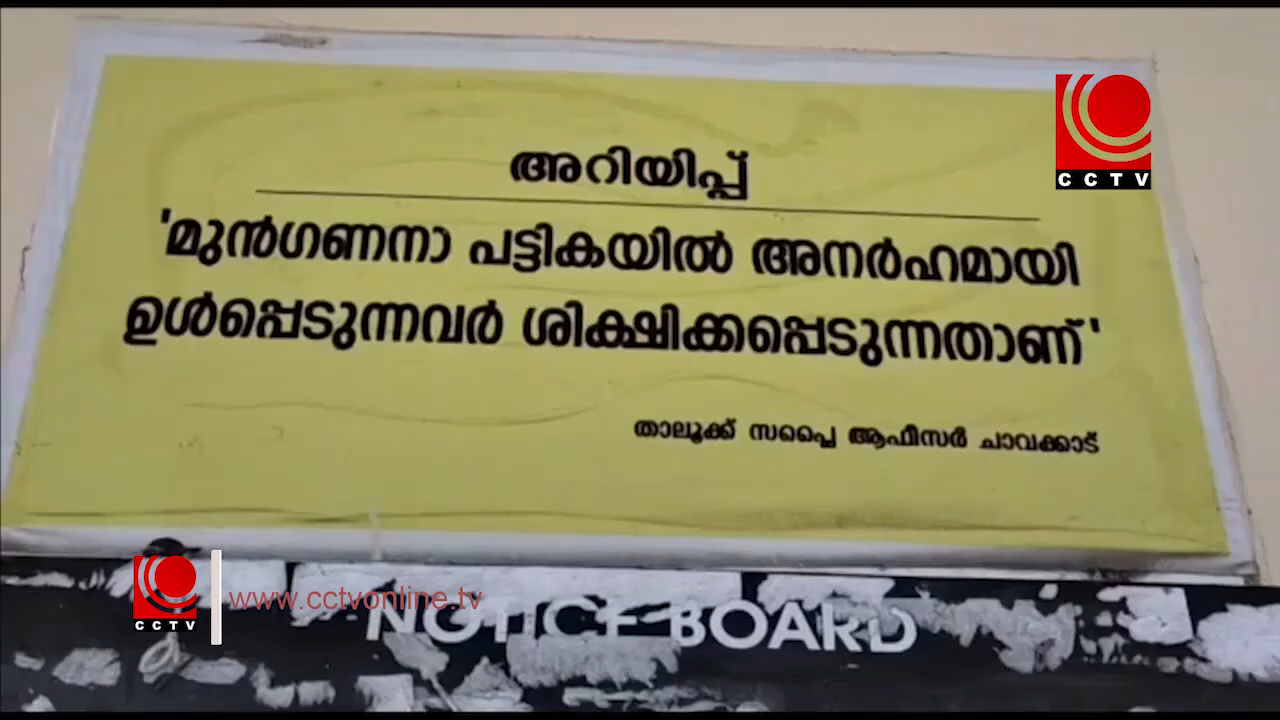 CCTV
അറിയിപ്പ്
'മുൻഗണനാ പട്ടികയിൽ അനർഹമായി
ഉൾപ്പെടുന്നവർ ശിക്ഷിക്കപ്പെടുന്നതാണ്'
താലൂക്ക് സപ്ലൈ ആഫീസർ ചാവക്കാട്
CCTV
www.cctvonline.tv
NOTICE BOARD